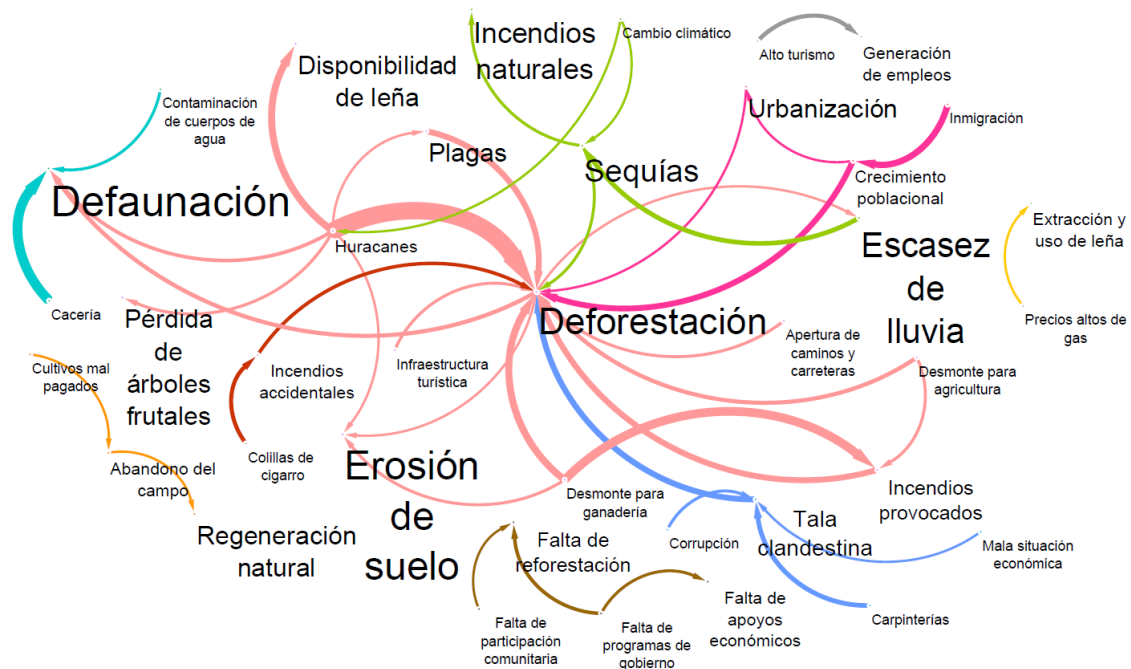 Incendios
naturales
Cambio climático
Alto turismo
Generación
de empleos
Disponibilidad
de leña
Contaminación
de cuerpos de
agua
Urbanización
Inmigración
Plagas
Sequías
Crecimiento
poblacional
Defaunación
Huracanes
Extracción y
uso de leña
Escasez
de
lluvia
Cacería
Pérdida
de
árboles
frutales
Deforestación
Precios altos de
gas
Apertura de
caminos y
carreteras
Cultivos mal
pagados
Incendios
accidentales
Infraestructura
turística
Desmonte para
agricultura
Abandono del
campo
Colillas de
cigarro
Erosión
de
suelo
Desmonte para
ganadería
Incendios
provocados
Regeneración
natural
Falta de
reforestación
Corrupción
Tala
clandestina
Mala situación
económica
Falta de
participación
comunitaria
Falta de
programas de
gobierno
Falta de
apoyos
económicos
Carpinterías